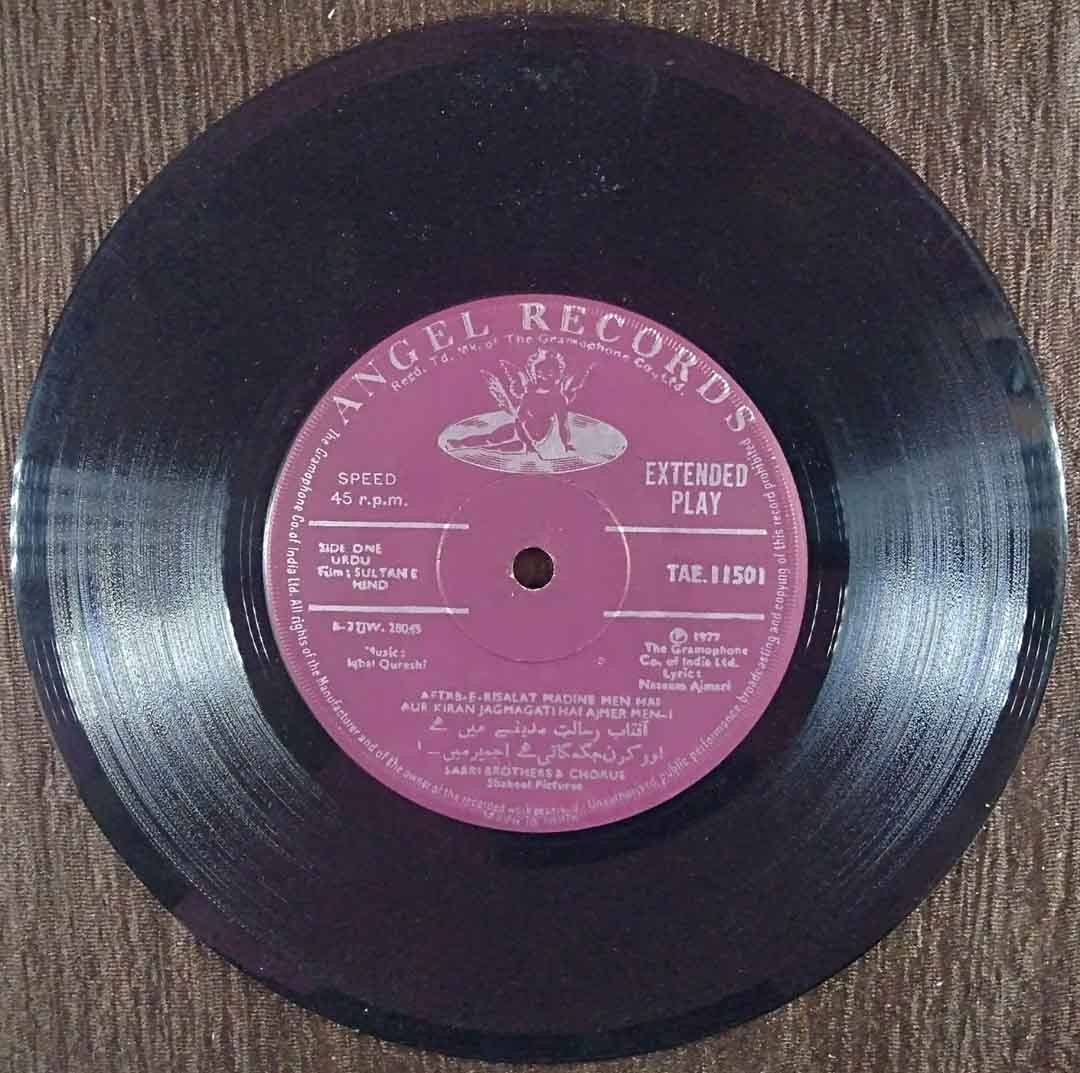 ANGEL RECORDS
Regd. Td. Mk. of The Gramophone Co., Ltd.
SPEED
45 r.p.m.
EXTENDED
PLAY
SIDE ONE
URDU
Film: SULTAN E
HIND
TAE.11501
Music:
Iqbal Qureshi
Ⓟ 1977
The Gramophone
Co. of India Ltd.
Lyric:
Naseem Ajmeri
AFTAB-E-RISALAT MADINE MEN HAI
AUR KIRAN JAGMAGATI HAI AJMER MEN-1
آفتاب رسالت مدینے میں ہے
اور کرن جگمگاتی ہے اجمیر میں - ۱
SABRI BROTHERS & CHORUS
Shakeel Pictures
The Gramophone Co. of India Ltd. All rights of the Manufacturer and of the owner of the recorded work reserved. Unauthorised public performance, broadcasting and copying of this record prohibited